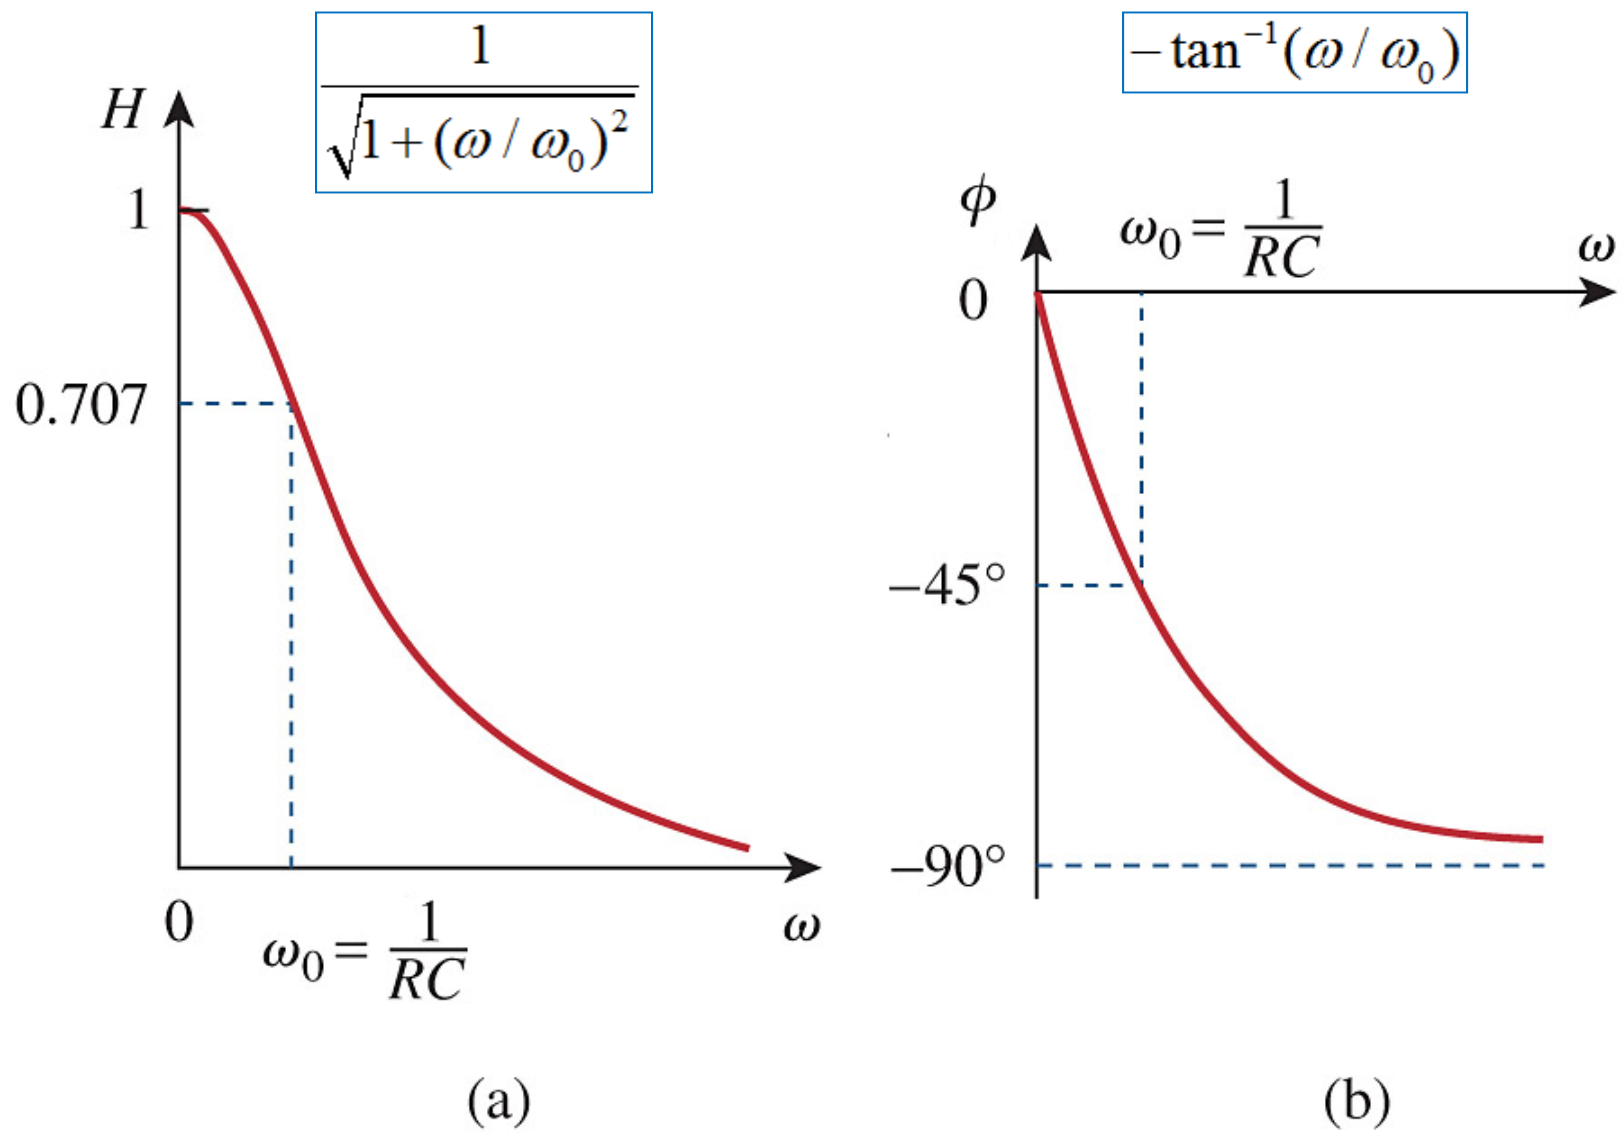 1
√1 + (ω / ω₀)²
H
1
0.707
0
ω₀ = 1
RC
ω
(a)
− tan⁻¹(ω / ω₀)
ϕ
ω₀ = 1
RC
ω
0
−45°
−90°
(b)